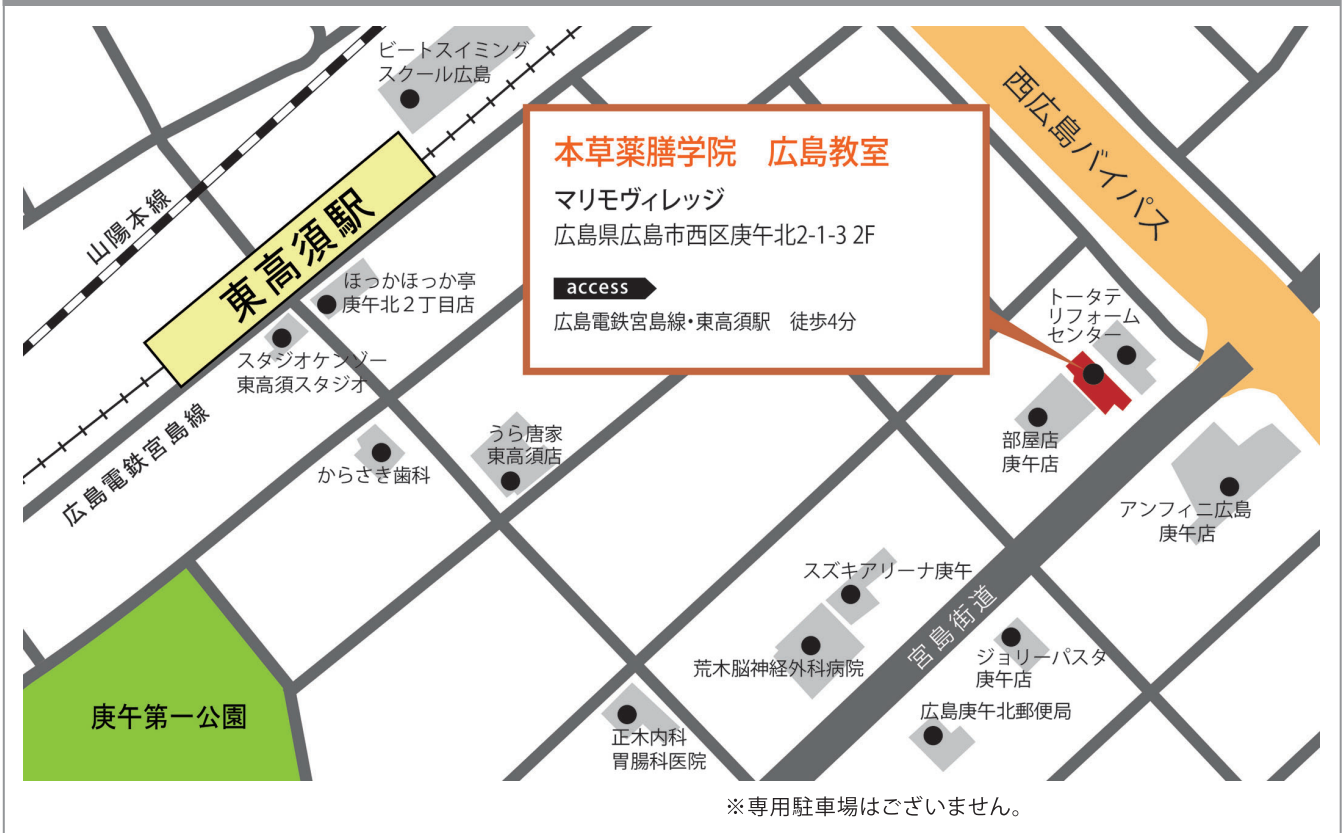 ビートスイミング
スクール広島
西広島バイパス
本草薬膳学院　広島教室
マリモヴィレッジ
広島県広島市西区庚午北2-1-3 2F
access
広島電鉄宮島線・東高須駅　徒歩4分
山陽本線
東高須駅
ほっかほっか亭
庚午北２丁目店
スタジオケンゾー
東高須スタジオ
広島電鉄宮島線
トータテ
リフォーム
センター
部屋店
庚午店
からさき歯科
うら唐家
東高須店
アンフィニ広島
庚午店
スズキアリーナ庚午
宮島街道
荒木脳神経外科病院
ジョリーパスタ
庚午店
庚午第一公園
正木内科
胃腸科医院
広島庚午北郵便局
※専用駐車場はございません。